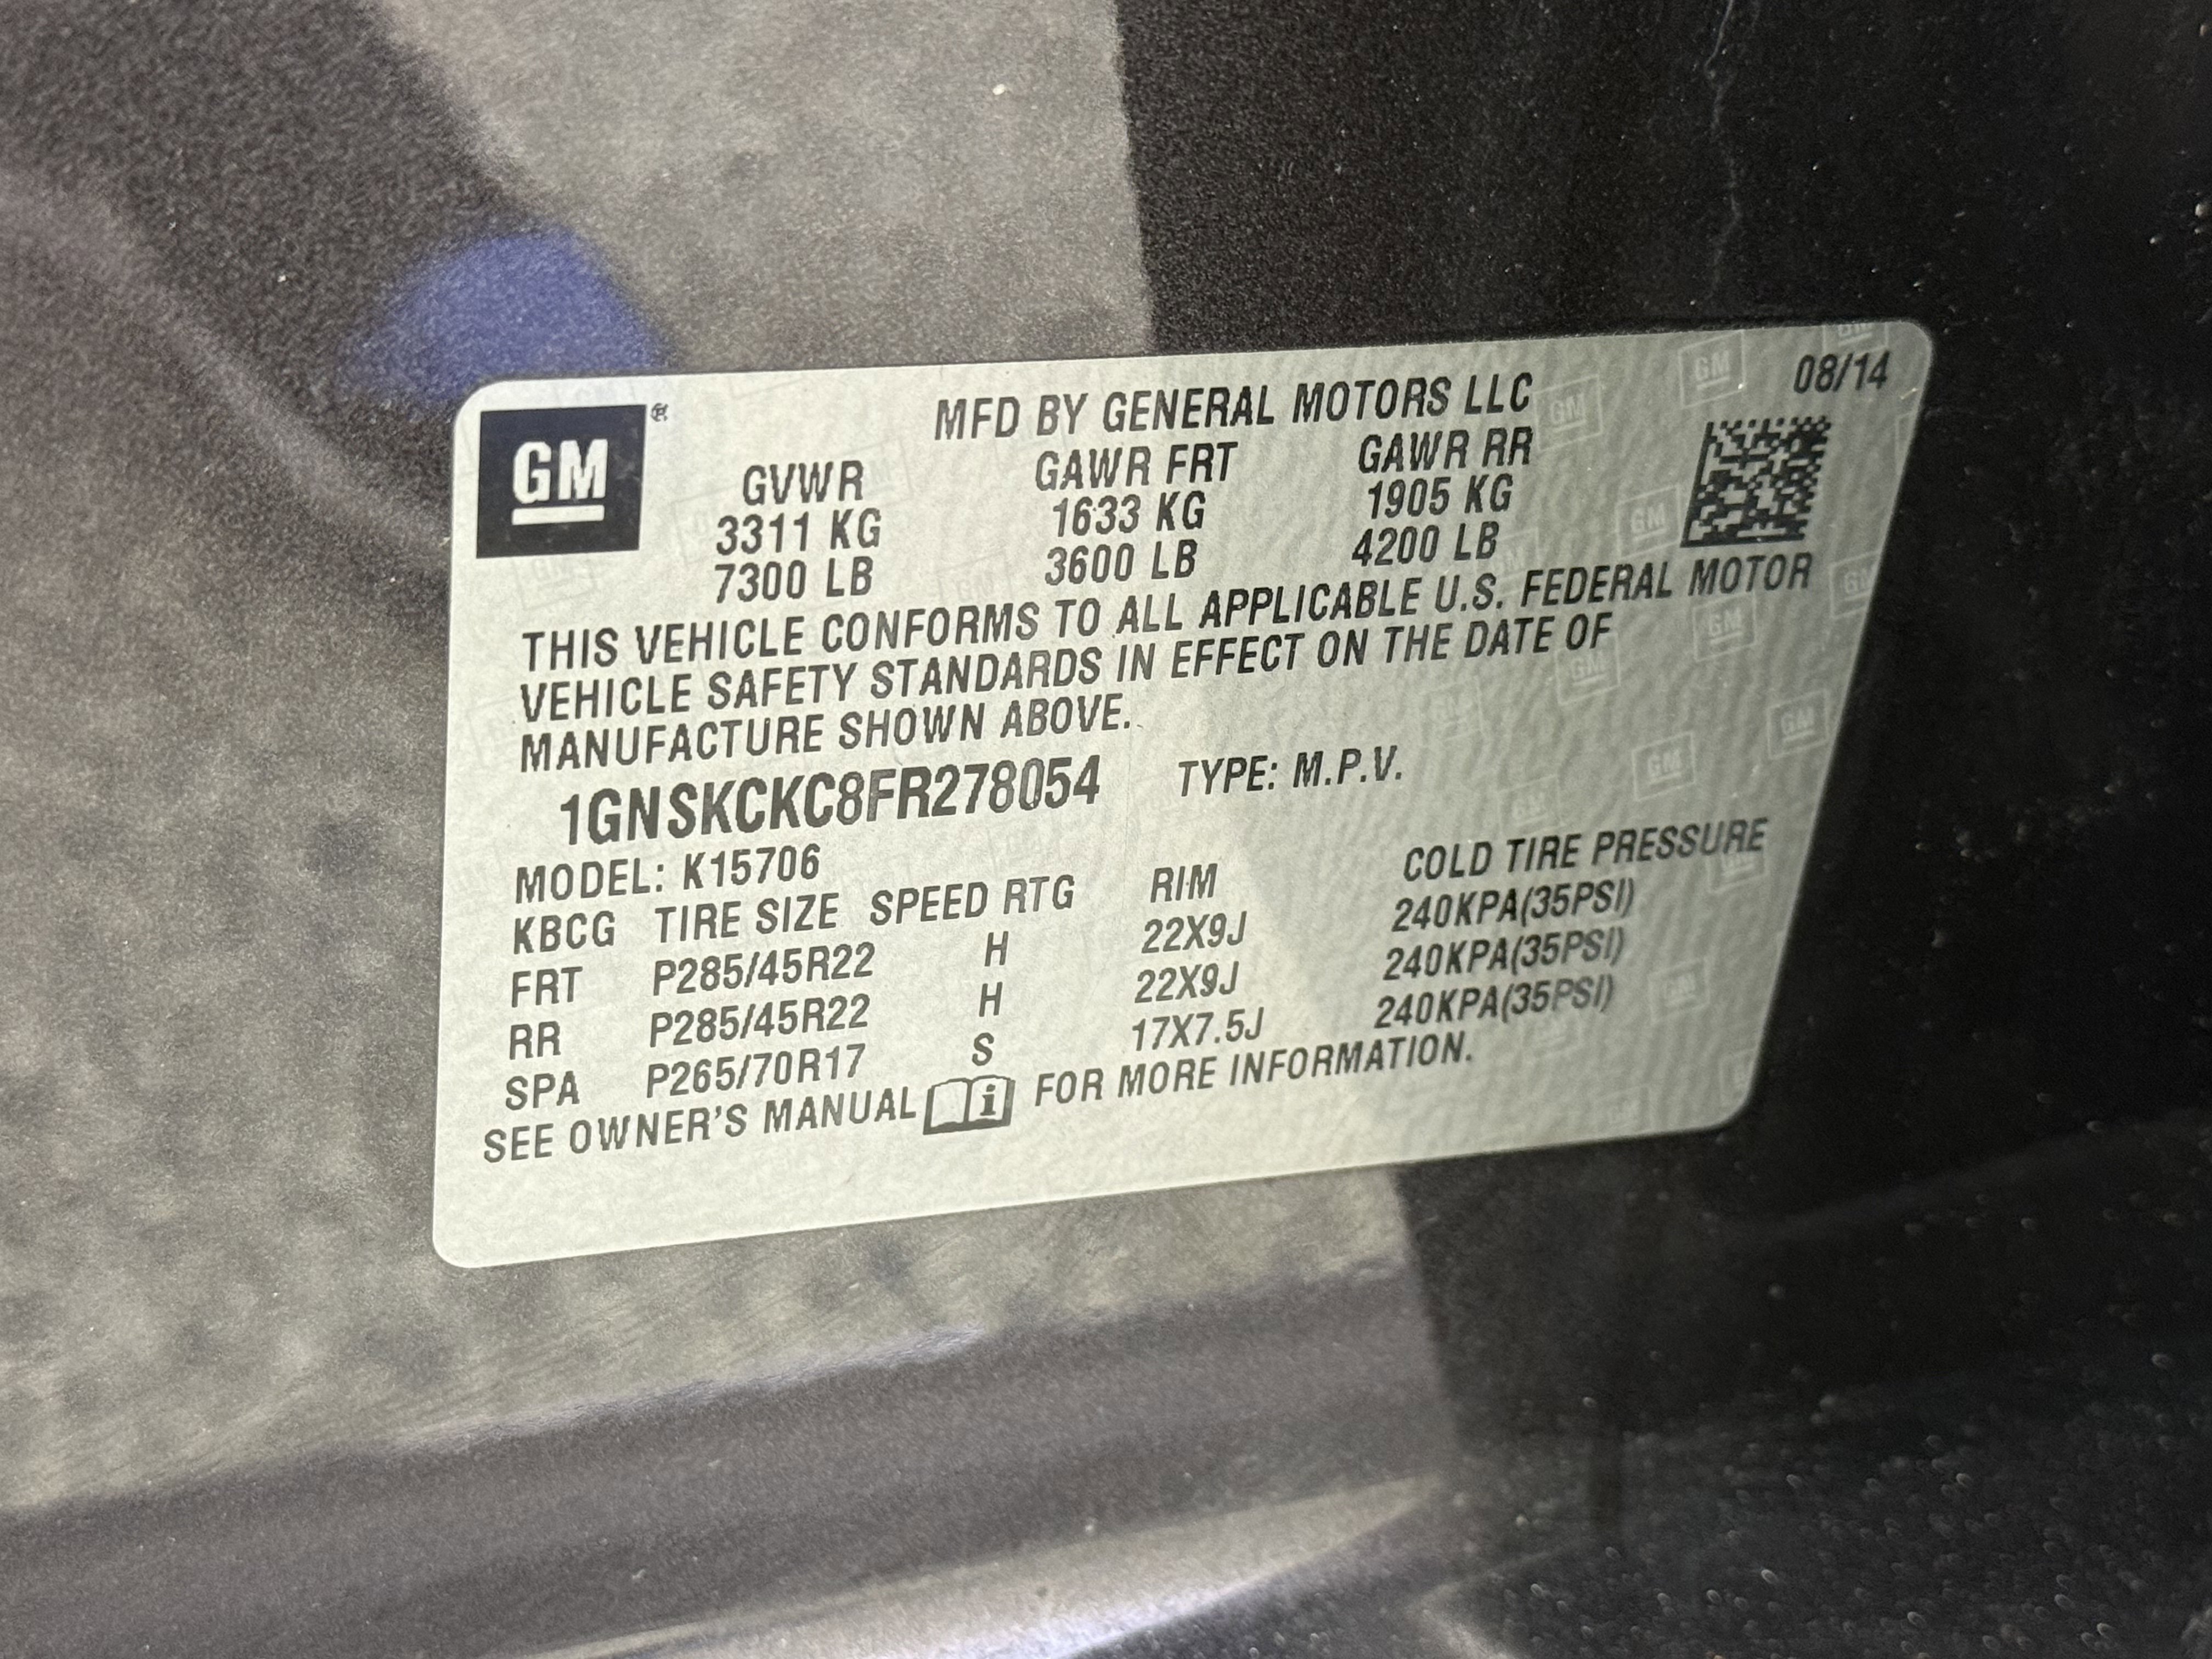 GM ®
MFD BY GENERAL MOTORS LLC 08/14
GVWR GAWR FRT GAWR RR
3311 KG 1633 KG 1905 KG
7300 LB 3600 LB 4200 LB
THIS VEHICLE CONFORMS TO ALL APPLICABLE U.S. FEDERAL MOTOR
VEHICLE SAFETY STANDARDS IN EFFECT ON THE DATE OF
MANUFACTURE SHOWN ABOVE.
1GNSKCKC8FR278054 TYPE: M.P.V.
MODEL: K15706
KBCG TIRE SIZE SPEED RTG RIM COLD TIRE PRESSURE
FRT P285/45R22 H 22X9J 240KPA(35PSI)
RR P285/45R22 H 22X9J 240KPA(35PSI)
SPA P265/70R17 S 17X7.5J 240KPA(35PSI)
SEE OWNER'S MANUAL i FOR MORE INFORMATION.